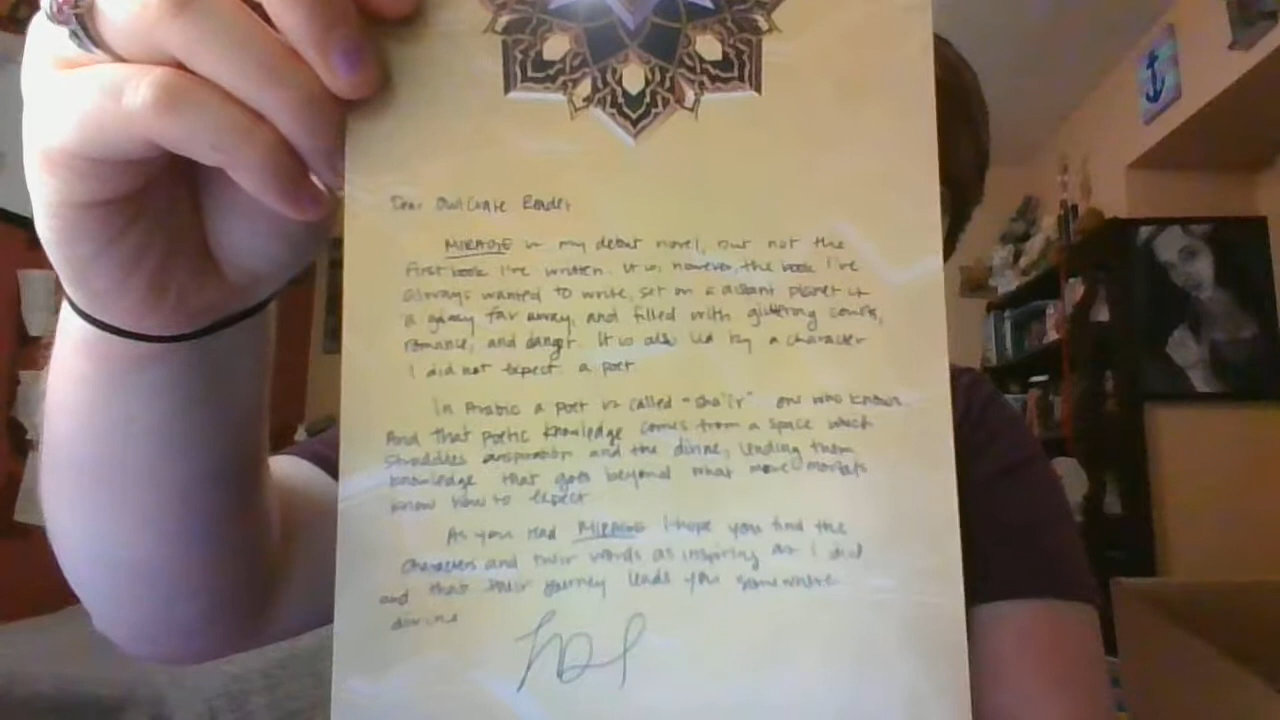 Dear OwlCrate Reader,
MIRAGE is my debut novel, but not the
first book I've written. It is, however, the book I've
always wanted to write, set on a distant planet in
a galaxy far away, and filled with glittering courts,
romance, and danger. It is also led by a character
I did not expect: a poet.
In Arabic a poet is called "sha'ir" one who knows
And that poetic knowledge comes from a space which
straddles inspiration and the divine, lending them
knowledge that goes beyond what mere mortals
know how to expect
As you read MIRAGE I hope you find the
characters and their words as inspiring as I did
and that their journey leads you somewhere
divine